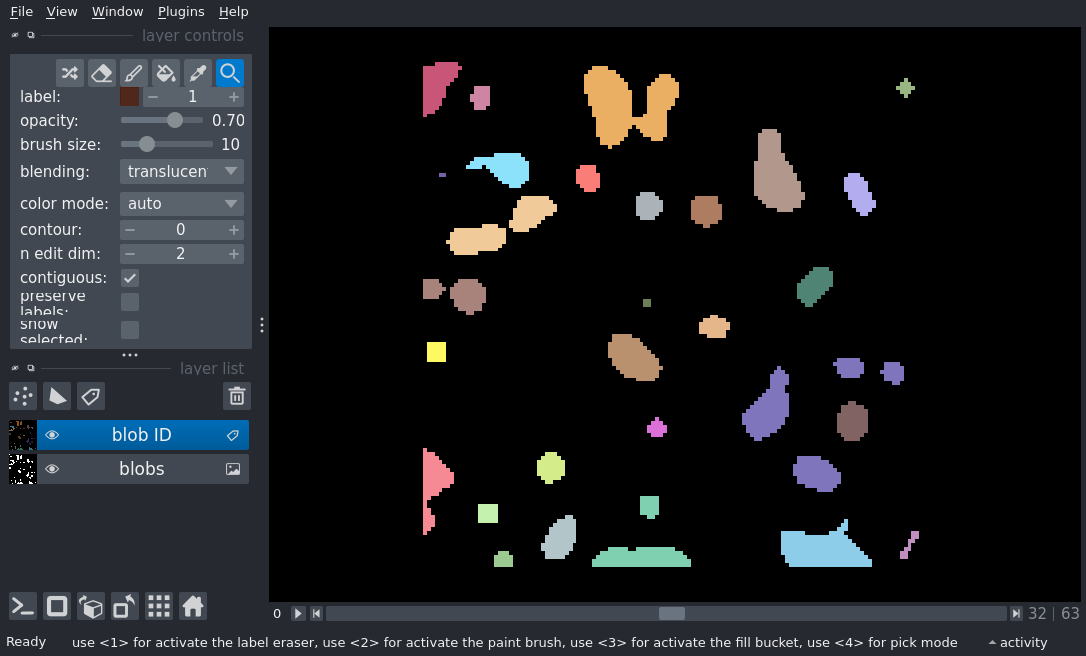 File View Window Plugins Help
layer controls
label: 1
opacity: 0.70
brush size: 10
blending: translucen
color mode: auto
contour: 0
n edit dim: 2
contiguous:
preserve
labels:
show
selected:
layer list
blob ID
blobs
0 32 63
Ready use <1> for activate the label eraser, use <2> for activate the paint brush, use <3> for activate the fill bucket, use <4> for pick mode activity